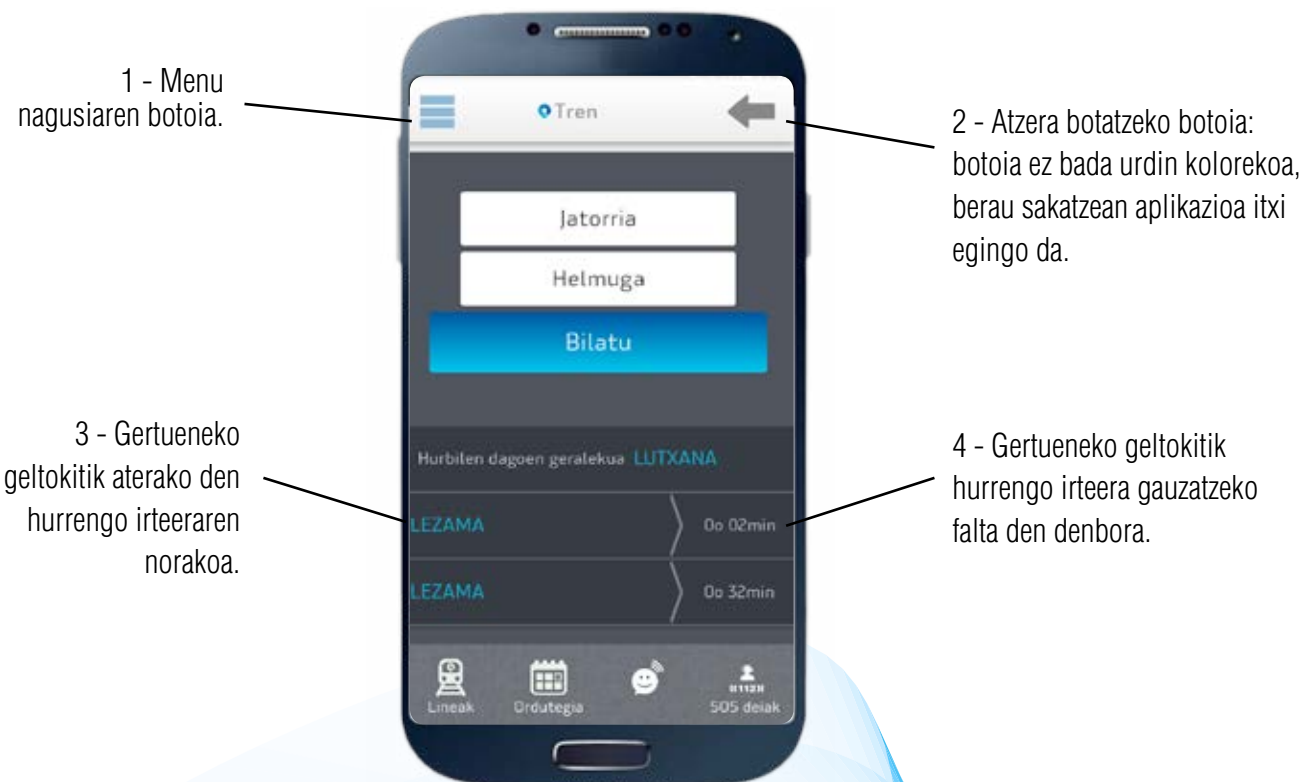 1 - Menu
nagusiaren botoia.
Tren
2 - Atzera botatzeko botoia:
botoia ez bada urdin kolorekoa,
berau sakatzean aplikazioa itxi
egingo da.
Jatorria
Helmuga
Bilatu
3 - Gertueneko
geltokitik aterako den
hurrengo irteeraren
norakoa.
Hurbilen dagoen geralekua LUTXANA
LEZAMA
0o 02min
LEZAMA
0o 32min
4 - Gertueneko geltokitik
hurrengo irteera gauzatzeko
falta den denbora.
Lineak
Ordutegia
112
SOS deiak